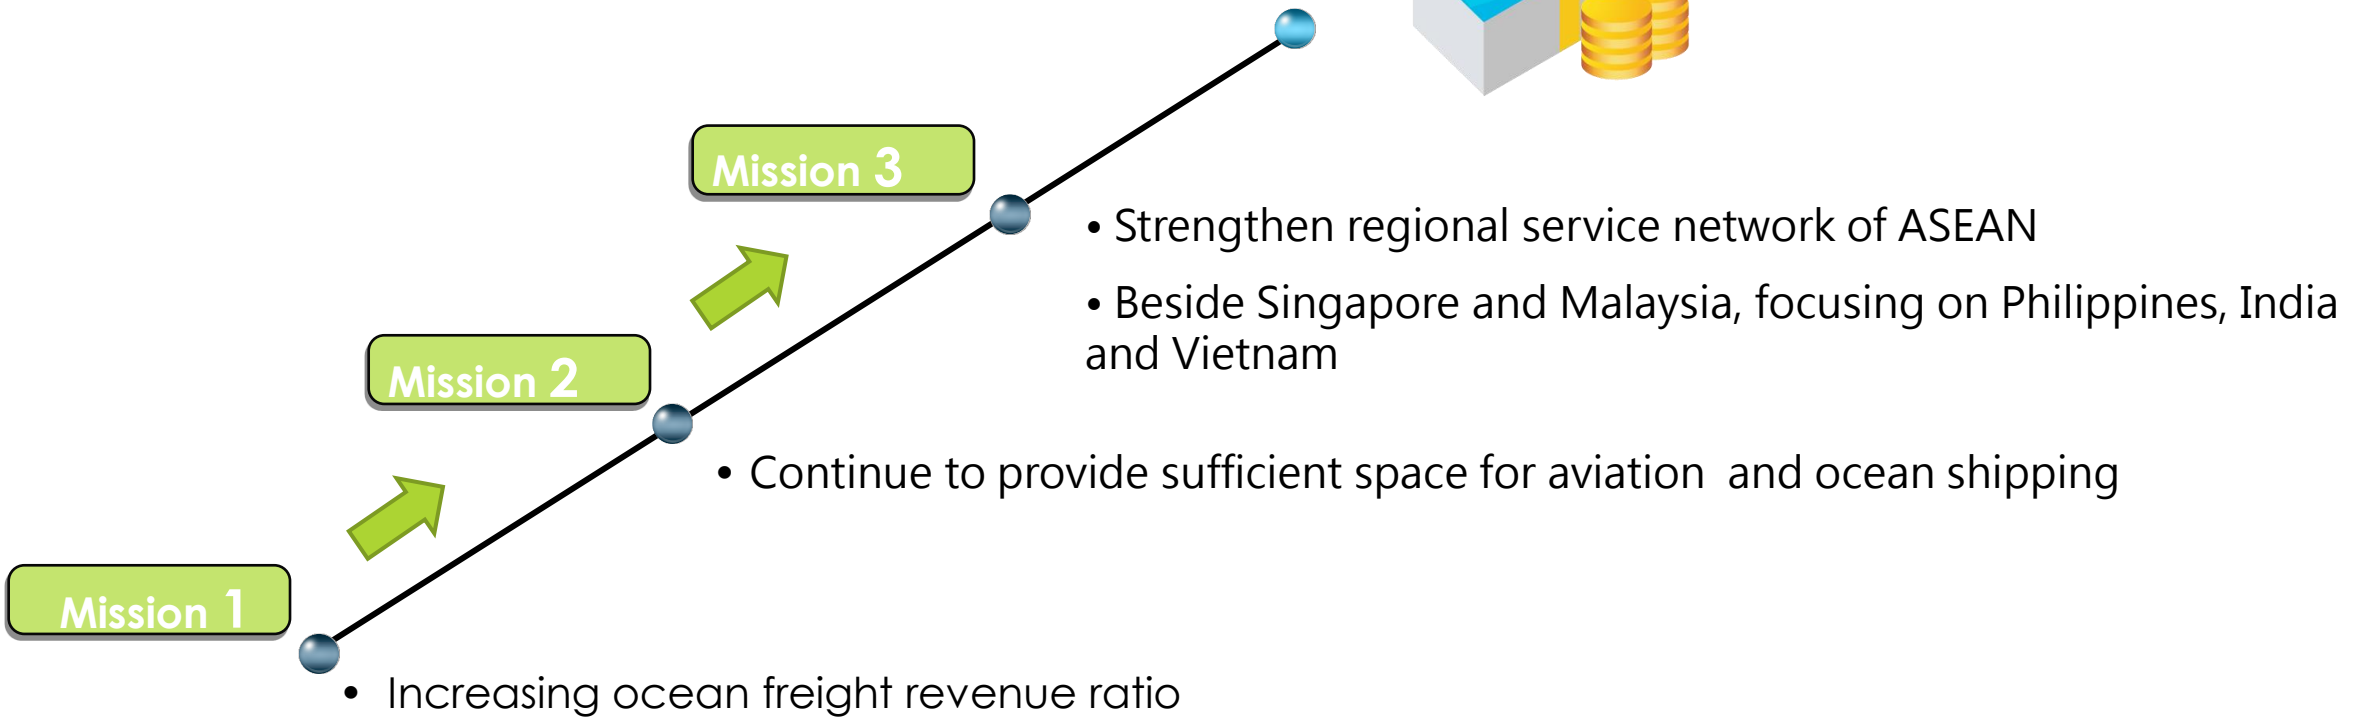 Mission 3
• Strengthen regional service network of ASEAN
• Beside Singapore and Malaysia, focusing on Philippines, India
and Vietnam
Mission 2
• Continue to provide sufficient space for aviation  and ocean shipping
Mission 1
• Increasing ocean freight revenue ratio